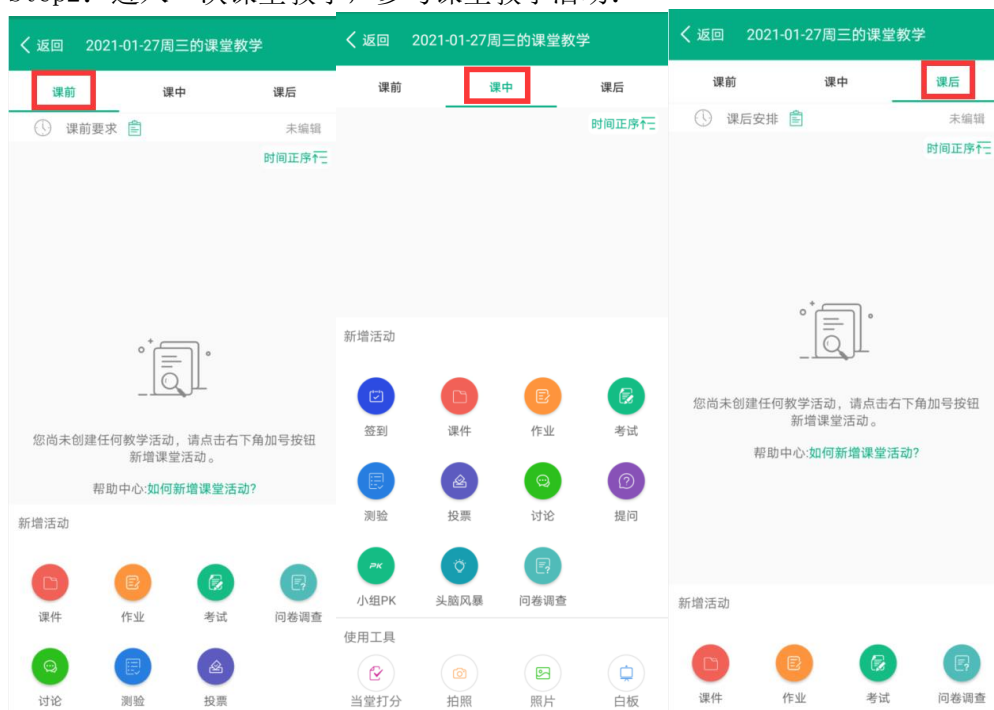 返回 2021-01-27周三的课堂教学
课前 课中 课后
课前要求 未编辑
时间正序
您尚未创建任何教学活动，请点击右下角加号按钮
新增课堂活动。
帮助中心:如何新增课堂活动?
新增活动
课件 作业 考试 问卷调查
讨论 测验 投票
返回 2021-01-27周三的课堂教学
课前 课中 课后
时间正序
新增活动
签到 课件 作业 考试
测验 投票 讨论 提问
PK
小组PK 头脑风暴 问卷调查
使用工具
当堂打分 拍照 照片 白板
返回 2021-01-27周三的课堂教学
课前 课中 课后
课后安排 未编辑
时间正序
您尚未创建任何教学活动，请点击右下角加号按钮
新增课堂活动。
帮助中心:如何新增课堂活动?
新增活动
课件 作业 考试 问卷调查